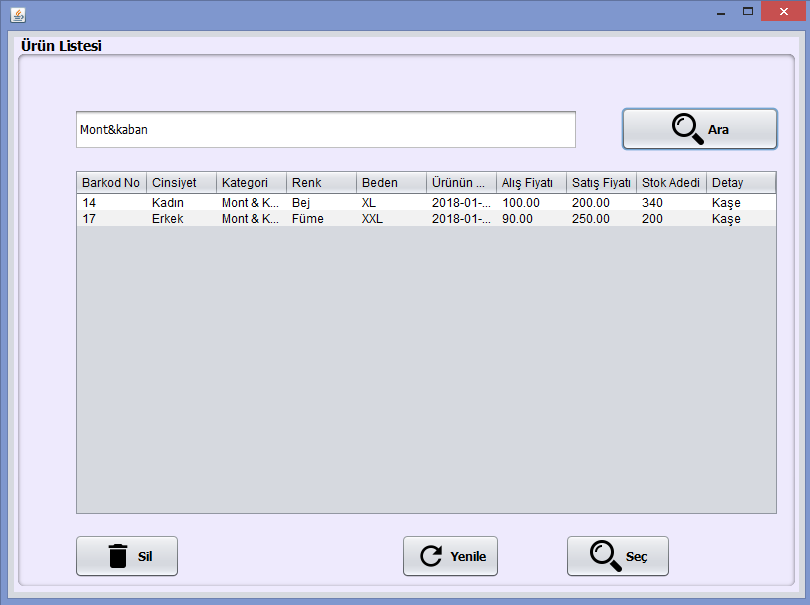 Ürün Listesi
Mont&kaban
Ara
Barkod No Cinsiyet Kategori Renk Beden Ürünün ... Alış Fiyatı Satış Fiyatı Stok Adedi Detay
14 Kadın Mont & K... Bej XL 2018-01-... 100.00 200.00 340 Kaşe
17 Erkek Mont & K... Füme XXL 2018-01-... 90.00 250.00 200 Kaşe
Sil Yenile Seç